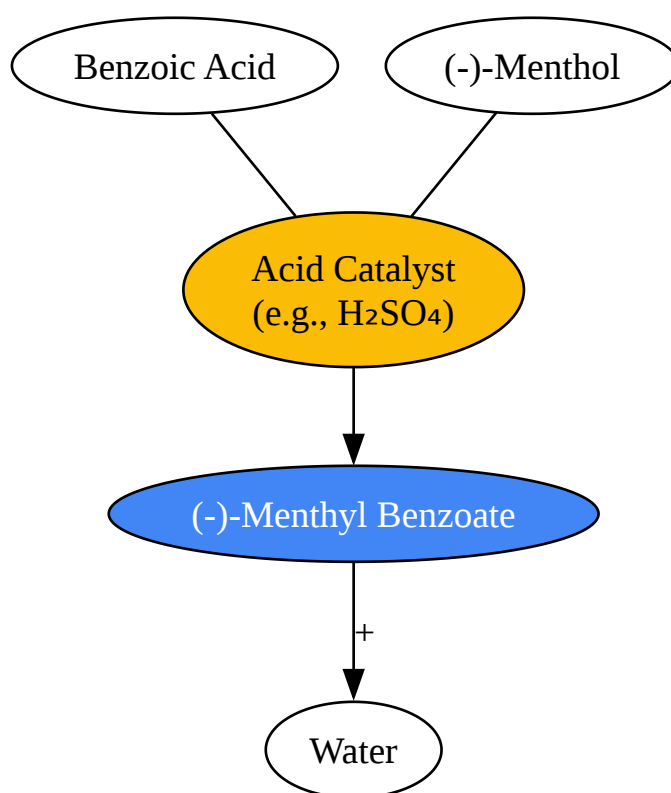 Benzoic Acid
(-)-Menthol
Acid Catalyst
(e.g., H₂SO₄)
(-)-Menthyl Benzoate
+
Water